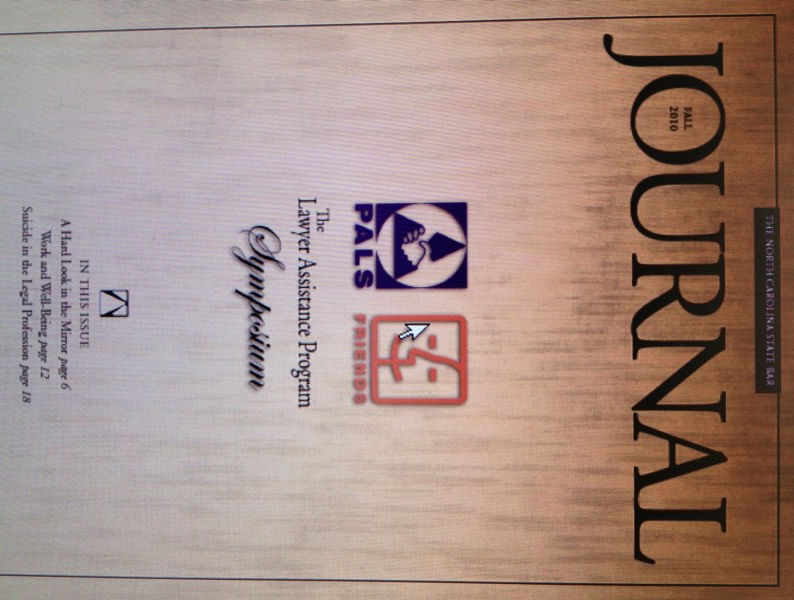 THE NORTH CAROLINA STATE BAR
JOURNAL
FALL
2010
PALS
FRIENDS
The
Lawyer Assistance Program
Symposium
IN THIS ISSUE
A Hard Look in the Mirror page 6
Work and Well-Being page 12
Suicide in the Legal Profession page 18